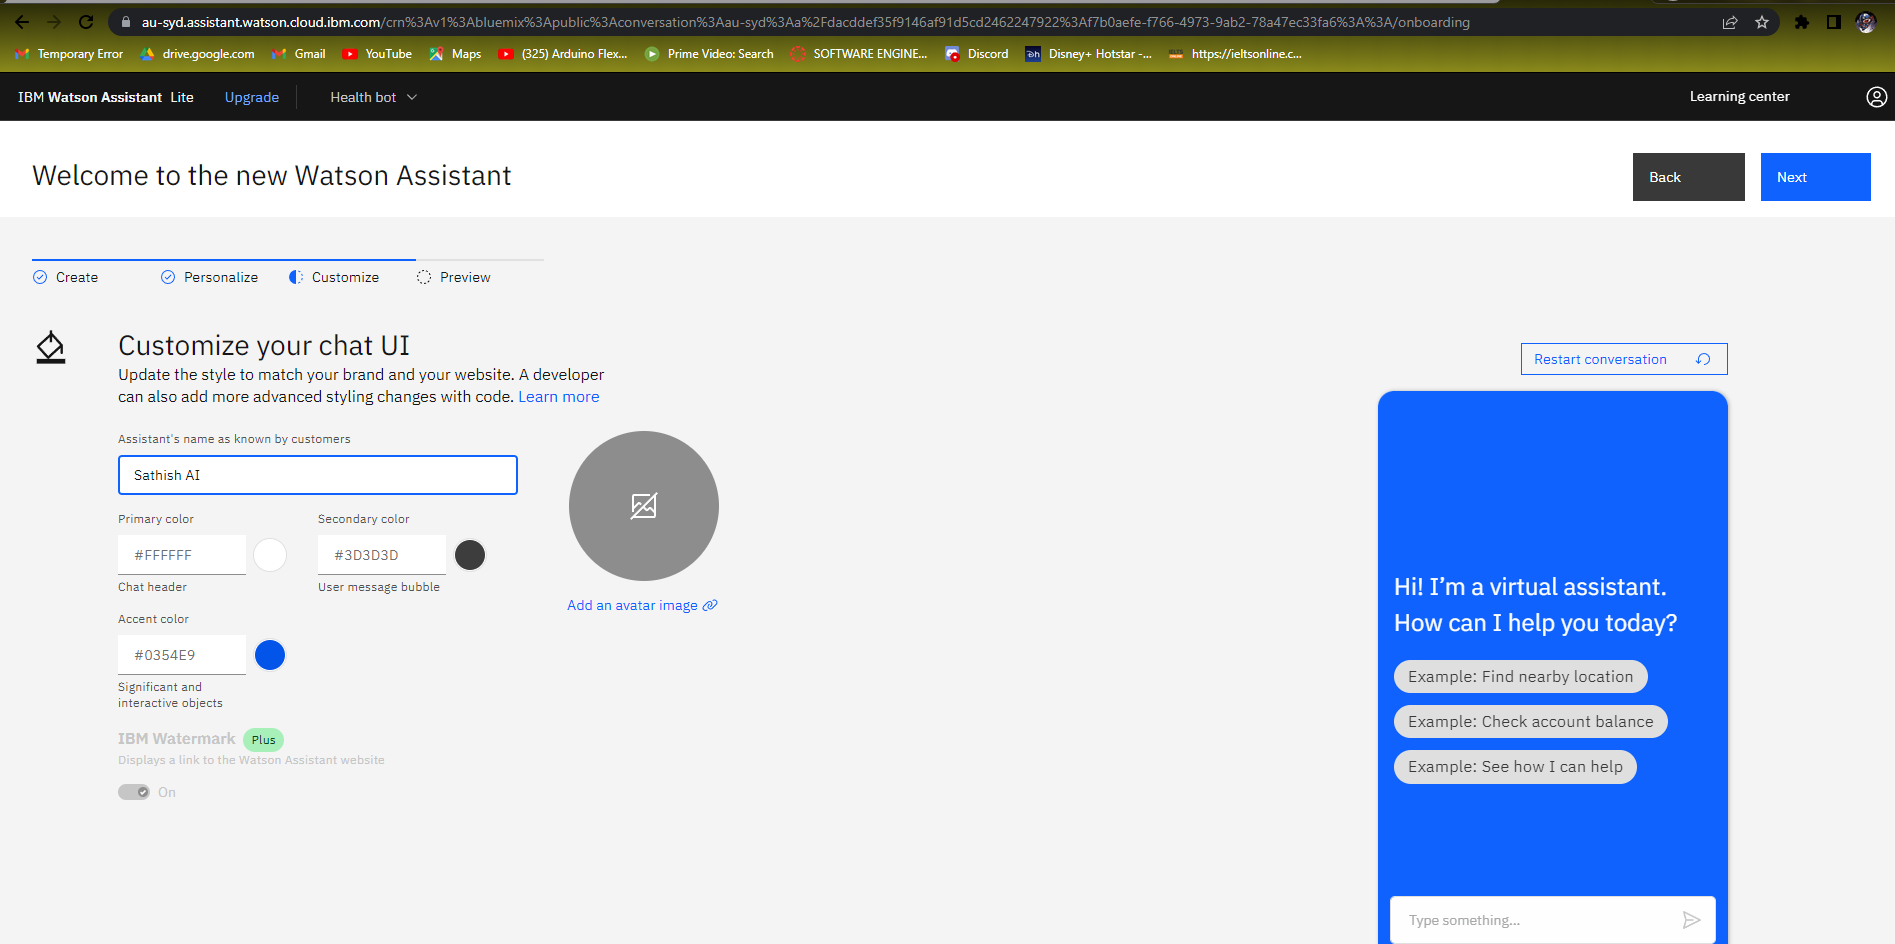 au-syd.assistant.watson.cloud.ibm.com/crn%3Av1%3Abluemix%3Apublic%3Aconversation%3Aau-syd%3Aa%2Fdacddef35f9146af91d5cd2462247922%3Af7b0aefe-f766-4973-9ab2-78a47ec33fa6%3A%3A/onboarding
Temporary Error drive.google.com Gmail YouTube Maps (325) Arduino Flex... Prime Video: Search SOFTWARE ENGINE... Discord Disney+ Hotstar -... https://ieltsonline.c...
IBM Watson Assistant Lite Upgrade Health bot Learning center
Welcome to the new Watson Assistant
Back Next
Create Personalize Customize Preview
Customize your chat UI
Update the style to match your brand and your website. A developer
can also add more advanced styling changes with code. Learn more
Assistant's name as known by customers
Sathish AI
Primary color Secondary color
#FFFFFF #3D3D3D
Chat header User message bubble
Add an avatar image
Accent color
#0354E9
Significant and
interactive objects
IBM Watermark Plus
Displays a link to the Watson Assistant website
On
Restart conversation
Hi! I’m a virtual assistant.
How can I help you today?
Example: Find nearby location
Example: Check account balance
Example: See how I can help
Type something...